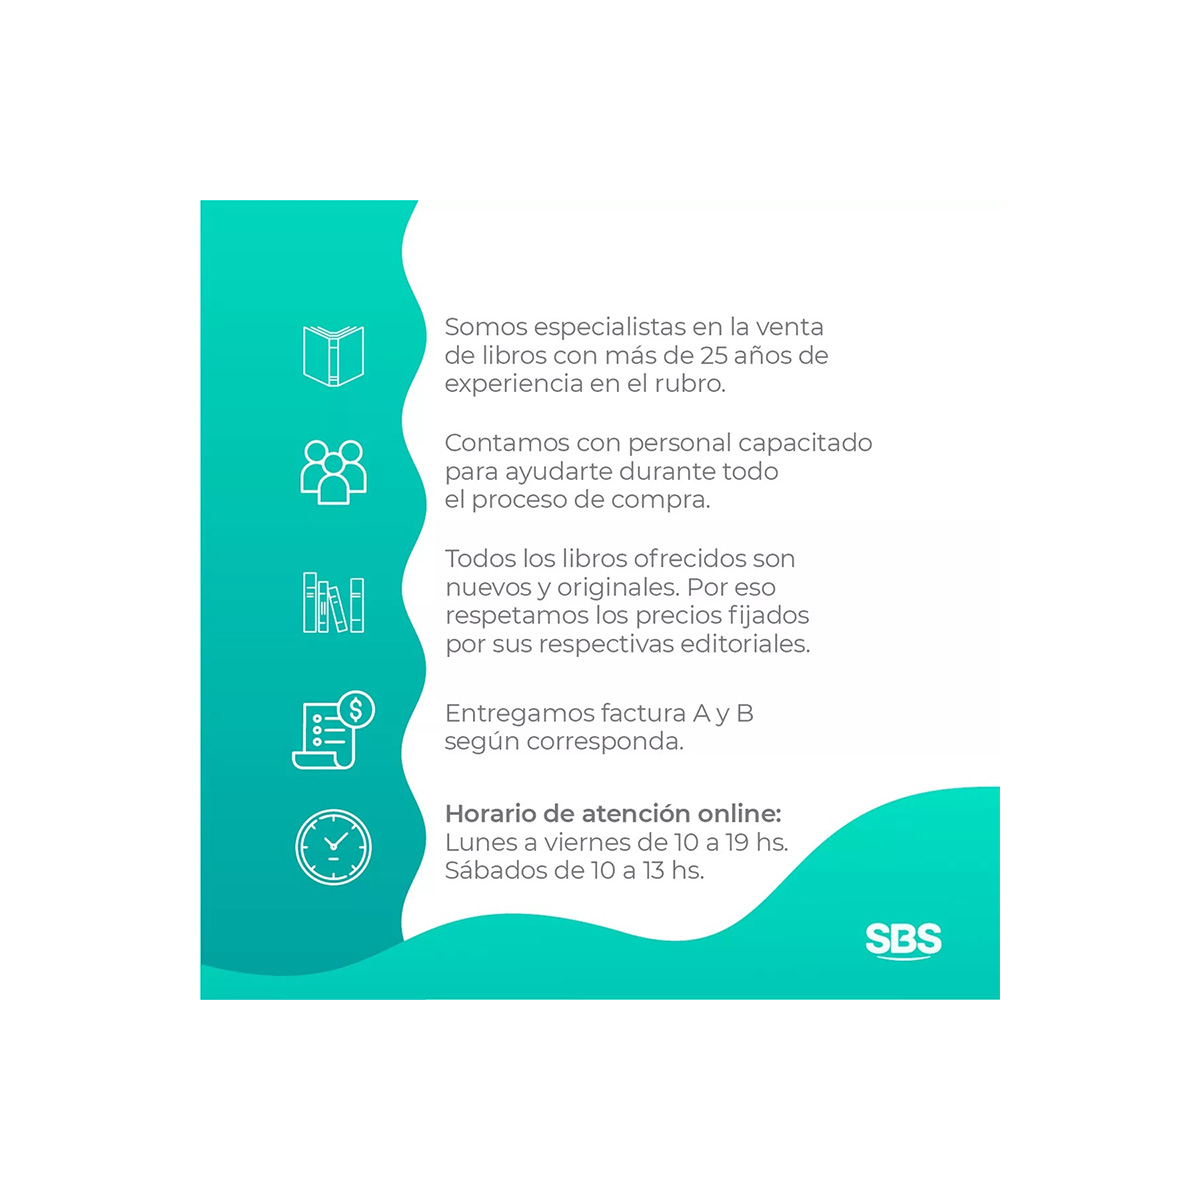 Somos especialistas en la venta
de libros con más de 25 años de
experiencia en el rubro.
Contamos con personal capacitado
para ayudarte durante todo
el proceso de compra.
Todos los libros ofrecidos son
nuevos y originales. Por eso
respetamos los precios fijados
por sus respectivas editoriales.
$
Entregamos factura A y B
según corresponda.
Horario de atención online:
Lunes a viernes de 10 a 19 hs.
Sábados de 10 a 13 hs.
SBS